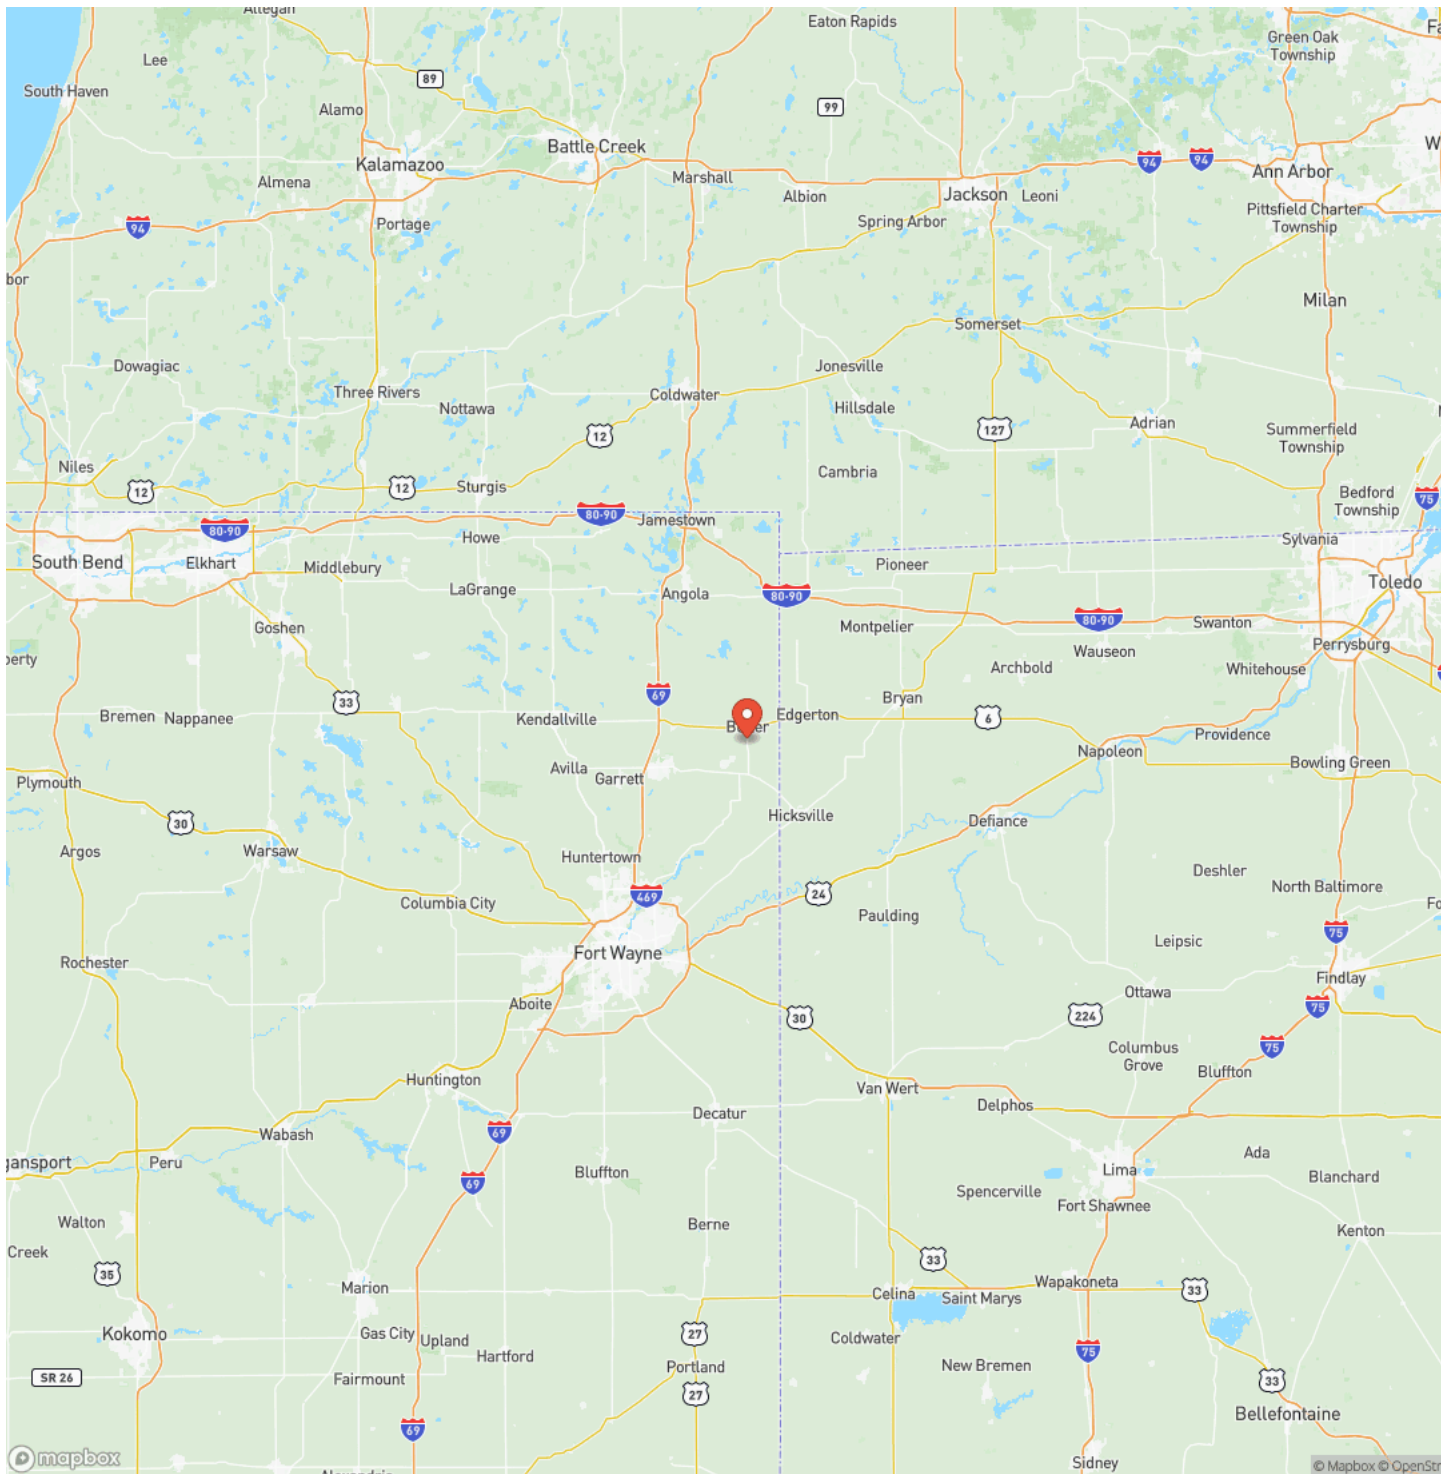 Allegan
Eaton Rapids
Green Oak
Township
Lee
89
South Haven
Alamo
99
Battle Creek
Kalamazoo
94
94
Marshall
Ann Arbor
Almena
Albion
Jackson
Leoni
Portage
Spring Arbor
Pittsfield Charter
Township
94
Milan
Somerset
Dowagiac
Jonesville
Three Rivers
Coldwater
Nottawa
Hillsdale
Adrian
12
127
Summerfield
Township
Niles
Cambria
12
12
Sturgis
Bedford
Township
75
80-90
Jamestown
80-90
Howe
Sylvania
South Bend
Elkhart
Middlebury
Pioneer
Toledo
LaGrange
Angola
80-90
80-90
Goshen
Montpelier
Swanton
Wauseon
Perrysburg
Archbold
Whitehouse
69
33
Bryan
Bremen
Nappanee
Kendallville
Edgerton
6
Butler
Providence
Napoleon
Avilla
Garrett
Bowling Green
Plymouth
30
Hicksville
Defiance
Argos
Warsaw
Huntertown
Deshler
North Baltimore
469
24
Columbia City
Paulding
75
Leipsic
Fort Wayne
Rochester
Findlay
Ottawa
Aboite
75
30
224
75
Columbus
Grove
Bluffton
Huntington
Van Wert
Delphos
Decatur
69
Wabash
Peru
Ada
gansport
Lima
Bluffton
69
Blanchard
Spencerville
Fort Shawnee
Walton
Berne
Kenton
Creek
33
35
Marion
Wapakoneta
33
Celina
Saint Marys
Kokomo
Gas City
Upland
27
Coldwater
75
Hartford
Portland
New Bremen
SR 26
Fairmount
33
27
Bellefontaine
69
mapbox
Sidney
© Mapbox © OpenStr